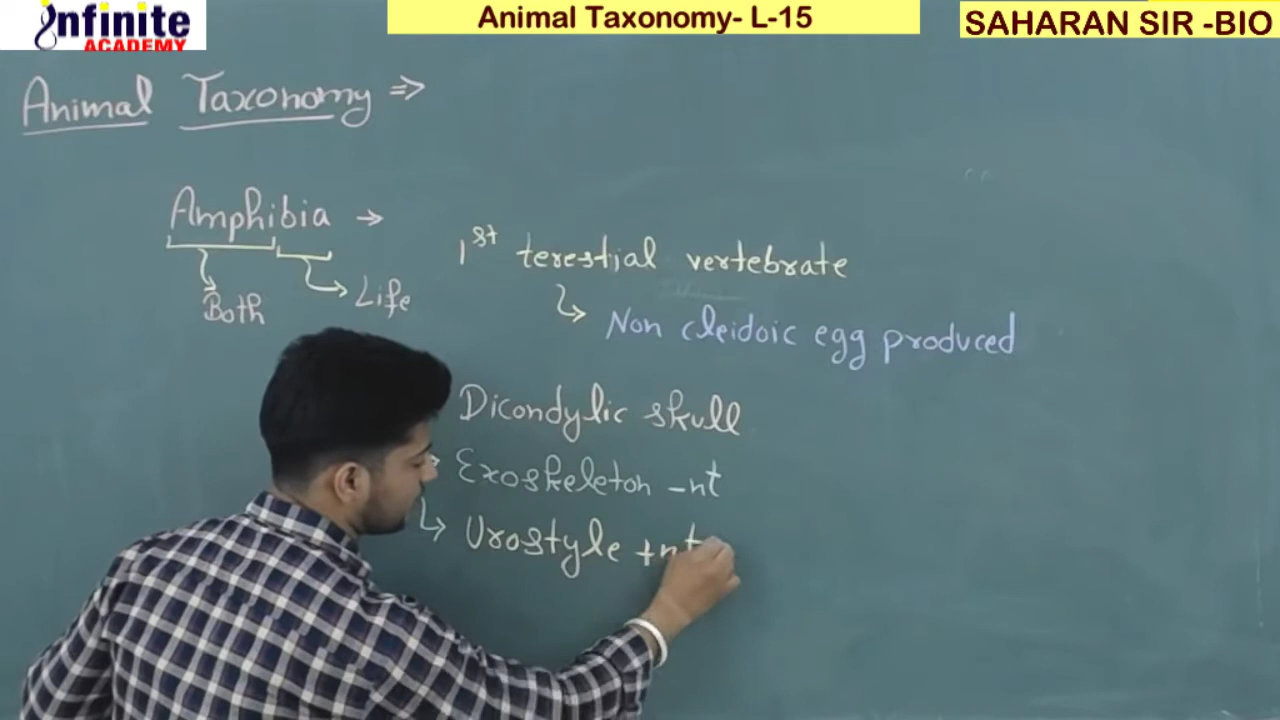 infinite
ACADEMY
Animal Taxonomy- L-15
SAHARAN SIR -BIO
Animal Taxonomy ⇒
Amphibia →
Both
Life
1st terestial vertebrate
Non cleidoic egg produced
Dicondylic skull
Exoskeleton -nt
Urostyle +nt